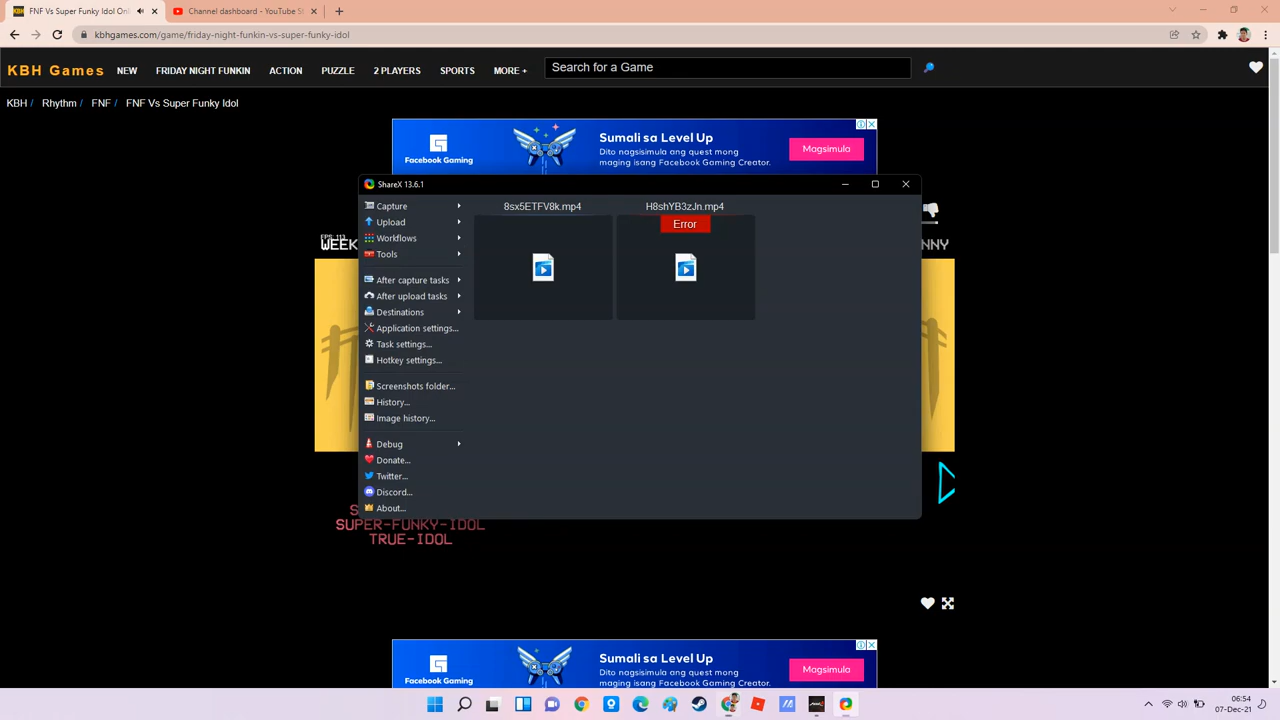 FNF Vs Super Funky Idol Onl
Channel dashboard - YouTube St
kbhgames.com/game/friday-night-funkin-vs-super-funky-idol
KBH Games
NEW
FRIDAY NIGHT FUNKIN
ACTION
PUZZLE
2 PLAYERS
SPORTS
MORE +
Search for a Game
KBH / Rhythm / FNF / FNF Vs Super Funky Idol
Facebook Gaming
Sumali sa Level Up
Dito nagsisimula ang quest mong
maging isang Facebook Gaming Creator.
Magsimula
ShareX 13.6.1
Capture
Upload
Workflows
Tools
After capture tasks
After upload tasks
Destinations
Application settings...
Task settings...
Hotkey settings...
Screenshots folder...
History...
Image history...
Debug
Donate...
Twitter...
Discord...
About...
8sx5ETFV8k.mp4
H8shYB3zJn.mp4
Error
FPS: 113
WEEK
NNY
SUPER-FUNKY-IDOL
TRUE-IDOL
Facebook Gaming
Sumali sa Level Up
Dito nagsisimula ang quest mong
maging isang Facebook Gaming Creator.
Magsimula
06:54
07-Dec-21